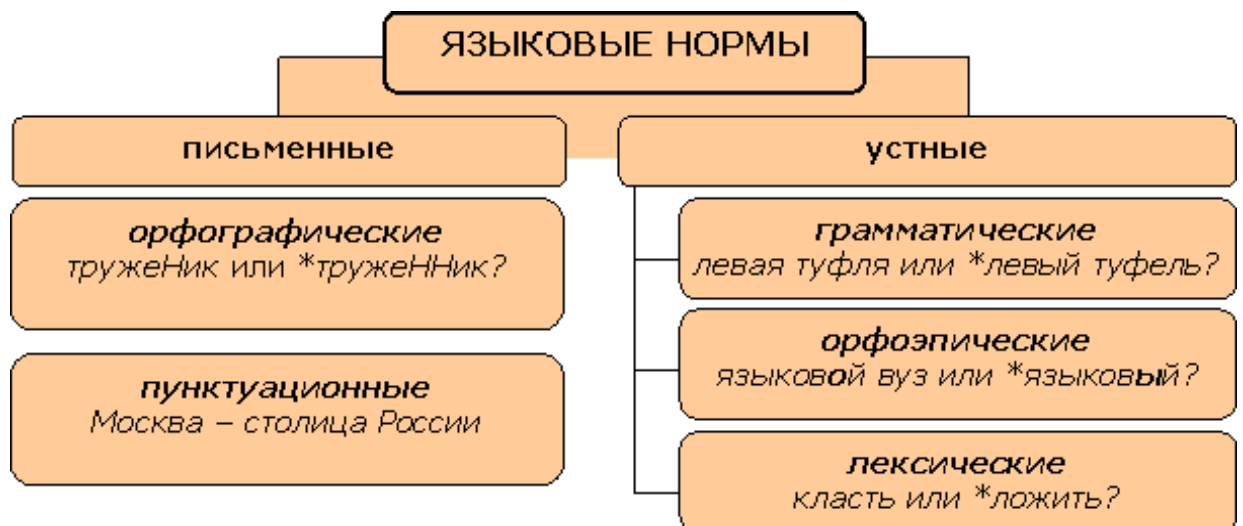 ЯЗЫКОВЫЕ НОРМЫ
письменные
орфографические
тружеНик или *тружеННик?
пунктуационные
Москва – столица России
устные
грамматические
левая туфля или *левый туфель?
орфоэпические
языковой вуз или *языковый?
лексические
класть или *ложить?